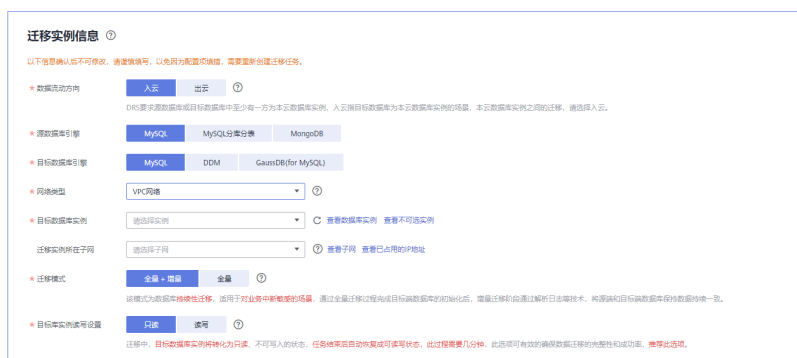 迁移实例信息
以下信息确认后不可修改，请谨慎填写，以免因为配置项填错，需要重新创建迁移任务。
* 数据流动方向 入云 出云
DRS要求源数据库或目标数据库中至少有一方为本云数据库实例，入云指目标数据库为本云数据库实例的场景，本云数据库实例之间的迁移，请选择入云。
* 源数据库引擎 MySQL MySQL分库分表 MongoDB
* 目标数据库引擎 MySQL DDM GaussDB(for MySQL)
* 网络类型 VPC网络
* 目标数据库实例 请选择实例 查看数据库实例 查看不可选实例
迁移实例所在子网 请选择子网 查看子网 查看已占用的IP地址
* 迁移模式 全量 + 增量 全量
该模式为数据库持续性迁移，适用于对业务中断敏感的场景，通过全量迁移过程完成目标端数据库的初始化后，增量迁移阶段通过解析日志等技术，将源端和目标端数据库保持数据持续一致。
* 目标库实例读写设置 只读 读写
迁移中，目标数据库实例将转化为只读、不可写入的状态，任务结束后自动恢复成可读写状态，此过程需要几分钟，此选项可有效的确保数据迁移的完整性和成功率，推荐此选项。